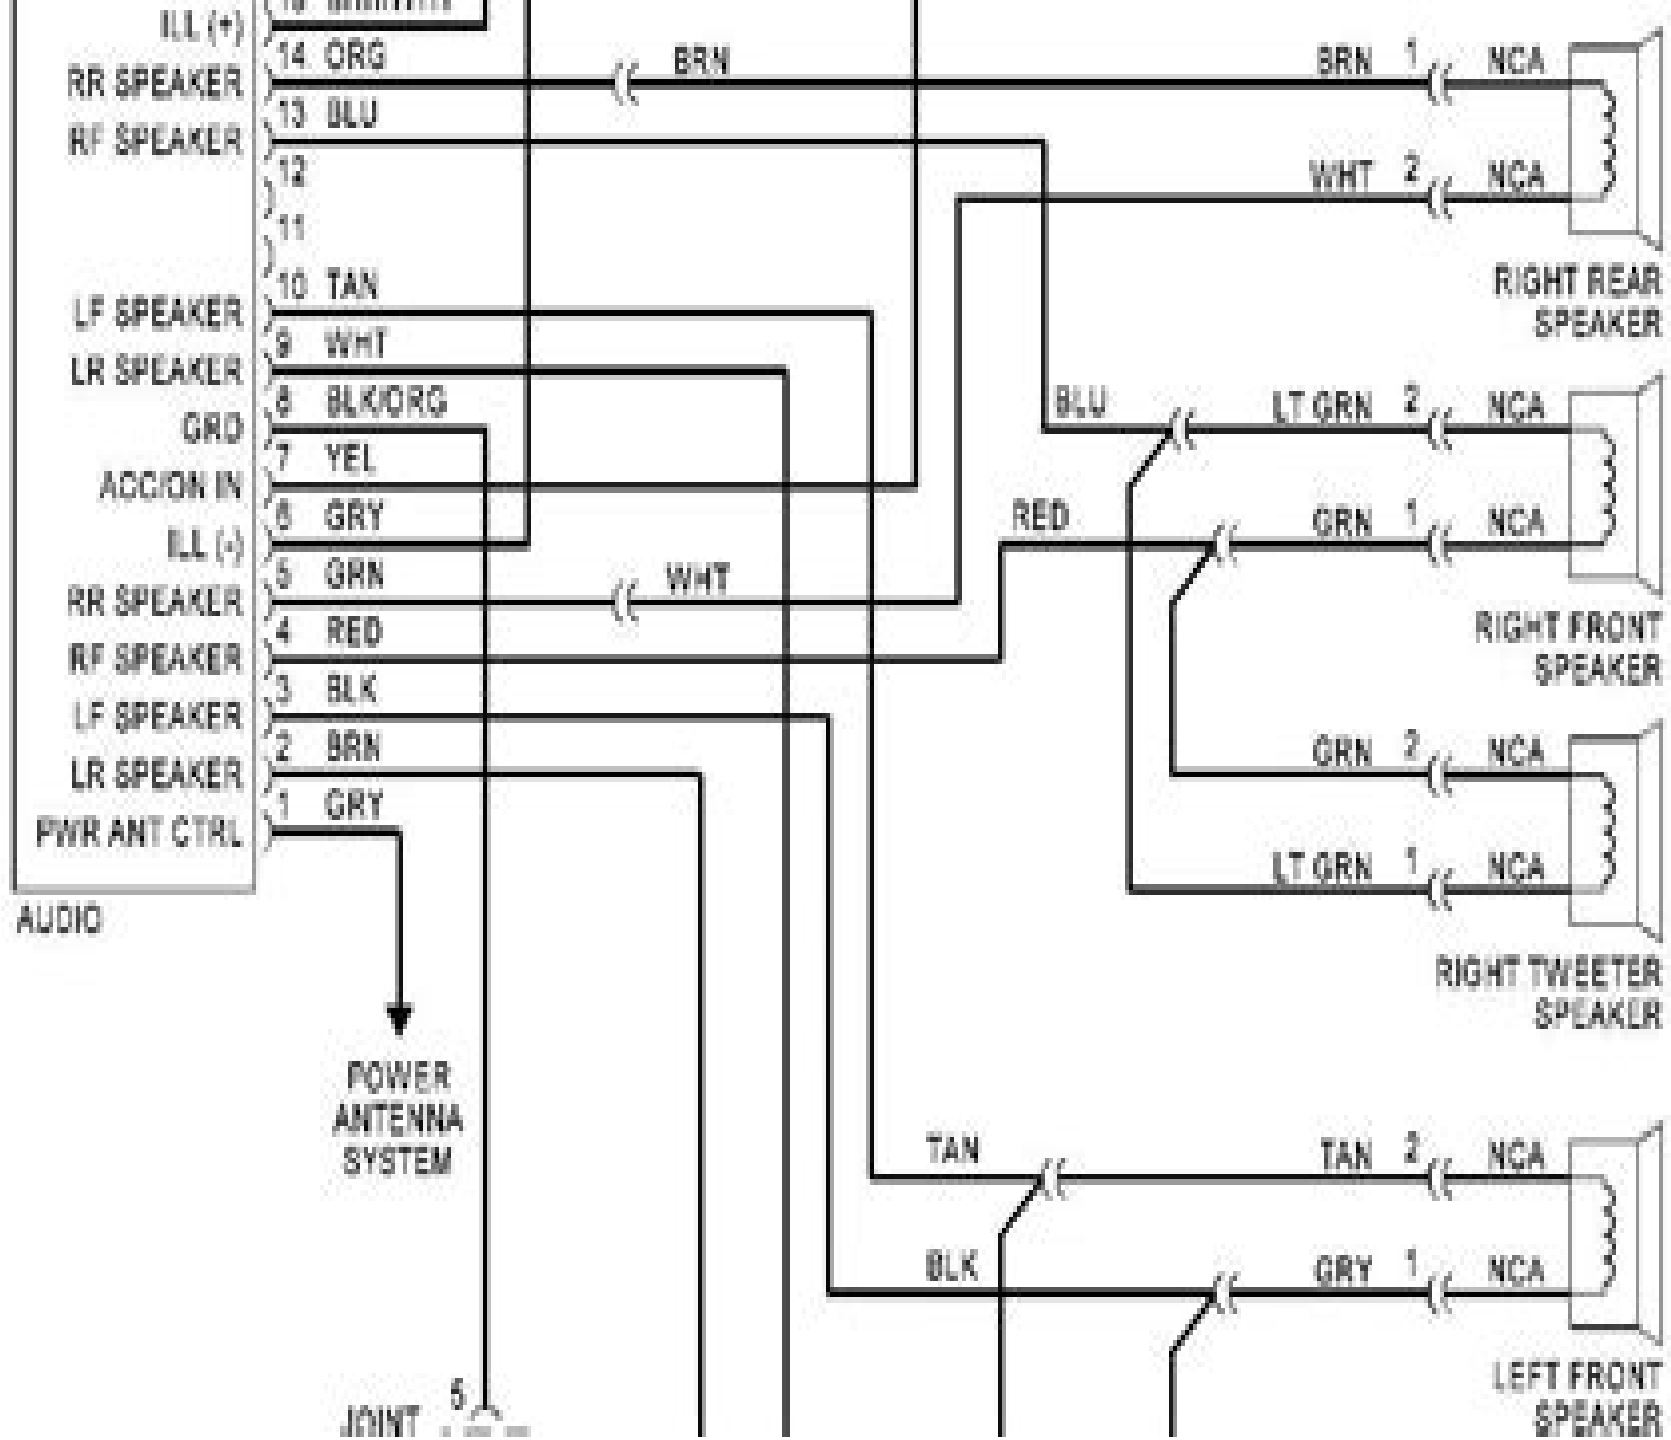 ILL (+)
14 ORG
BRN
BRN 1 NCA
RR SPEAKER
13 BLU
RF SPEAKER
12
WHT 2 NCA
11
RIGHT REAR
SPEAKER
10 TAN
LF SPEAKER
9 WHT
LR SPEAKER
8 BLK/ORG
BLU
LT GRN 2 NCA
GRD
7 YEL
ACC/ON IN
6 GRY
RED
GRN 1 NCA
ILL (-)
5 GRN
WHT
RR SPEAKER
4 RED
RIGHT FRONT
SPEAKER
RF SPEAKER
3 BLK
LF SPEAKER
2 BRN
GRN 2 NCA
LR SPEAKER
1 GRY
PWR ANT CTRL
LT GRN 1 NCA
AUDIO
RIGHT TWEETER
SPEAKER
POWER
ANTENNA
SYSTEM
TAN
TAN 2 NCA
BLK
GRY 1 NCA
LEFT FRONT
SPEAKER
5
JOINT